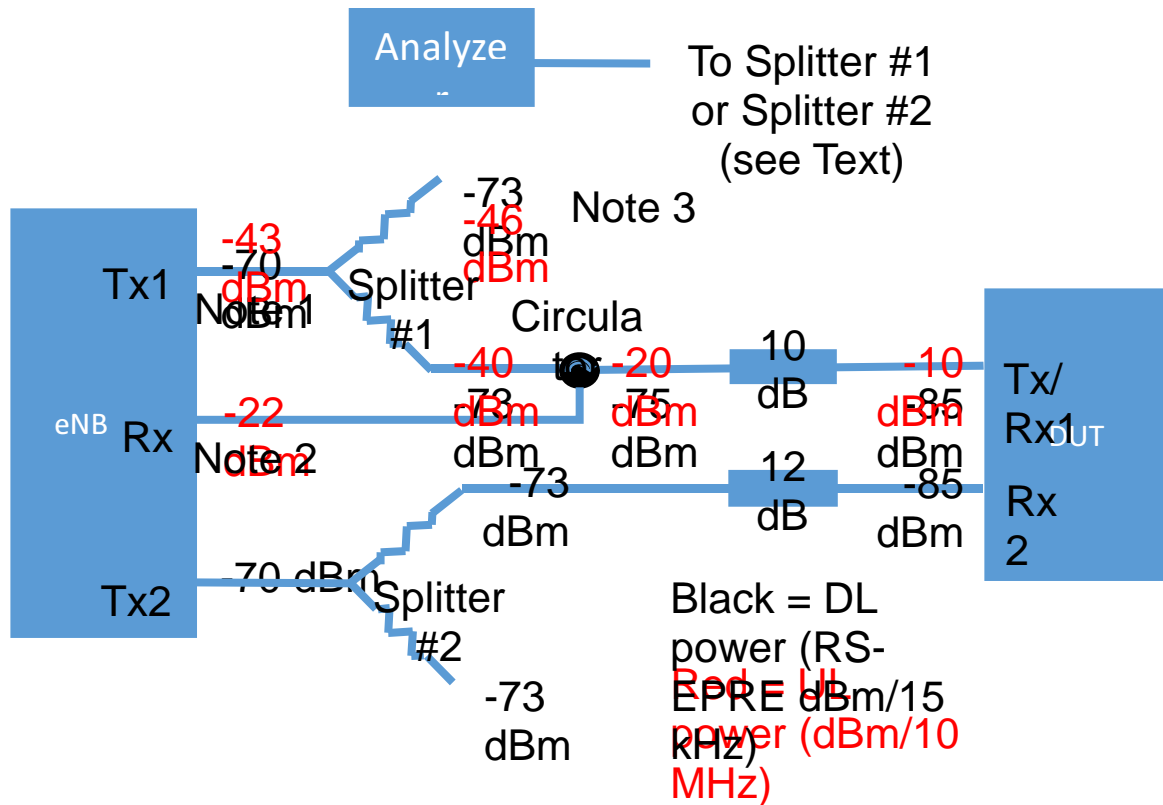 Analyze
r
To Splitter #1
or Splitter #2
(see Text)
-73
dBm
-46
dBm
Note 3
-43
dBm
-70
dBm
Tx1
Note 1
Splitter
#1
Circula
tor
-40
dBm
-73
dBm
-20
dBm
-75
dBm
10
dB
-10
dBm
-85
dBm
Tx/
Rx1
DUT
eNB
Rx
-22
dBm
Note 2
-73
dBm
12
dB
-85
dBm
Rx
2
Tx2
-70 dBm
Splitter
#2
-73
dBm
Black = DL
power (RS-
EPRE dBm/15
kHz)
Red = UL
power (dBm/10
MHz)